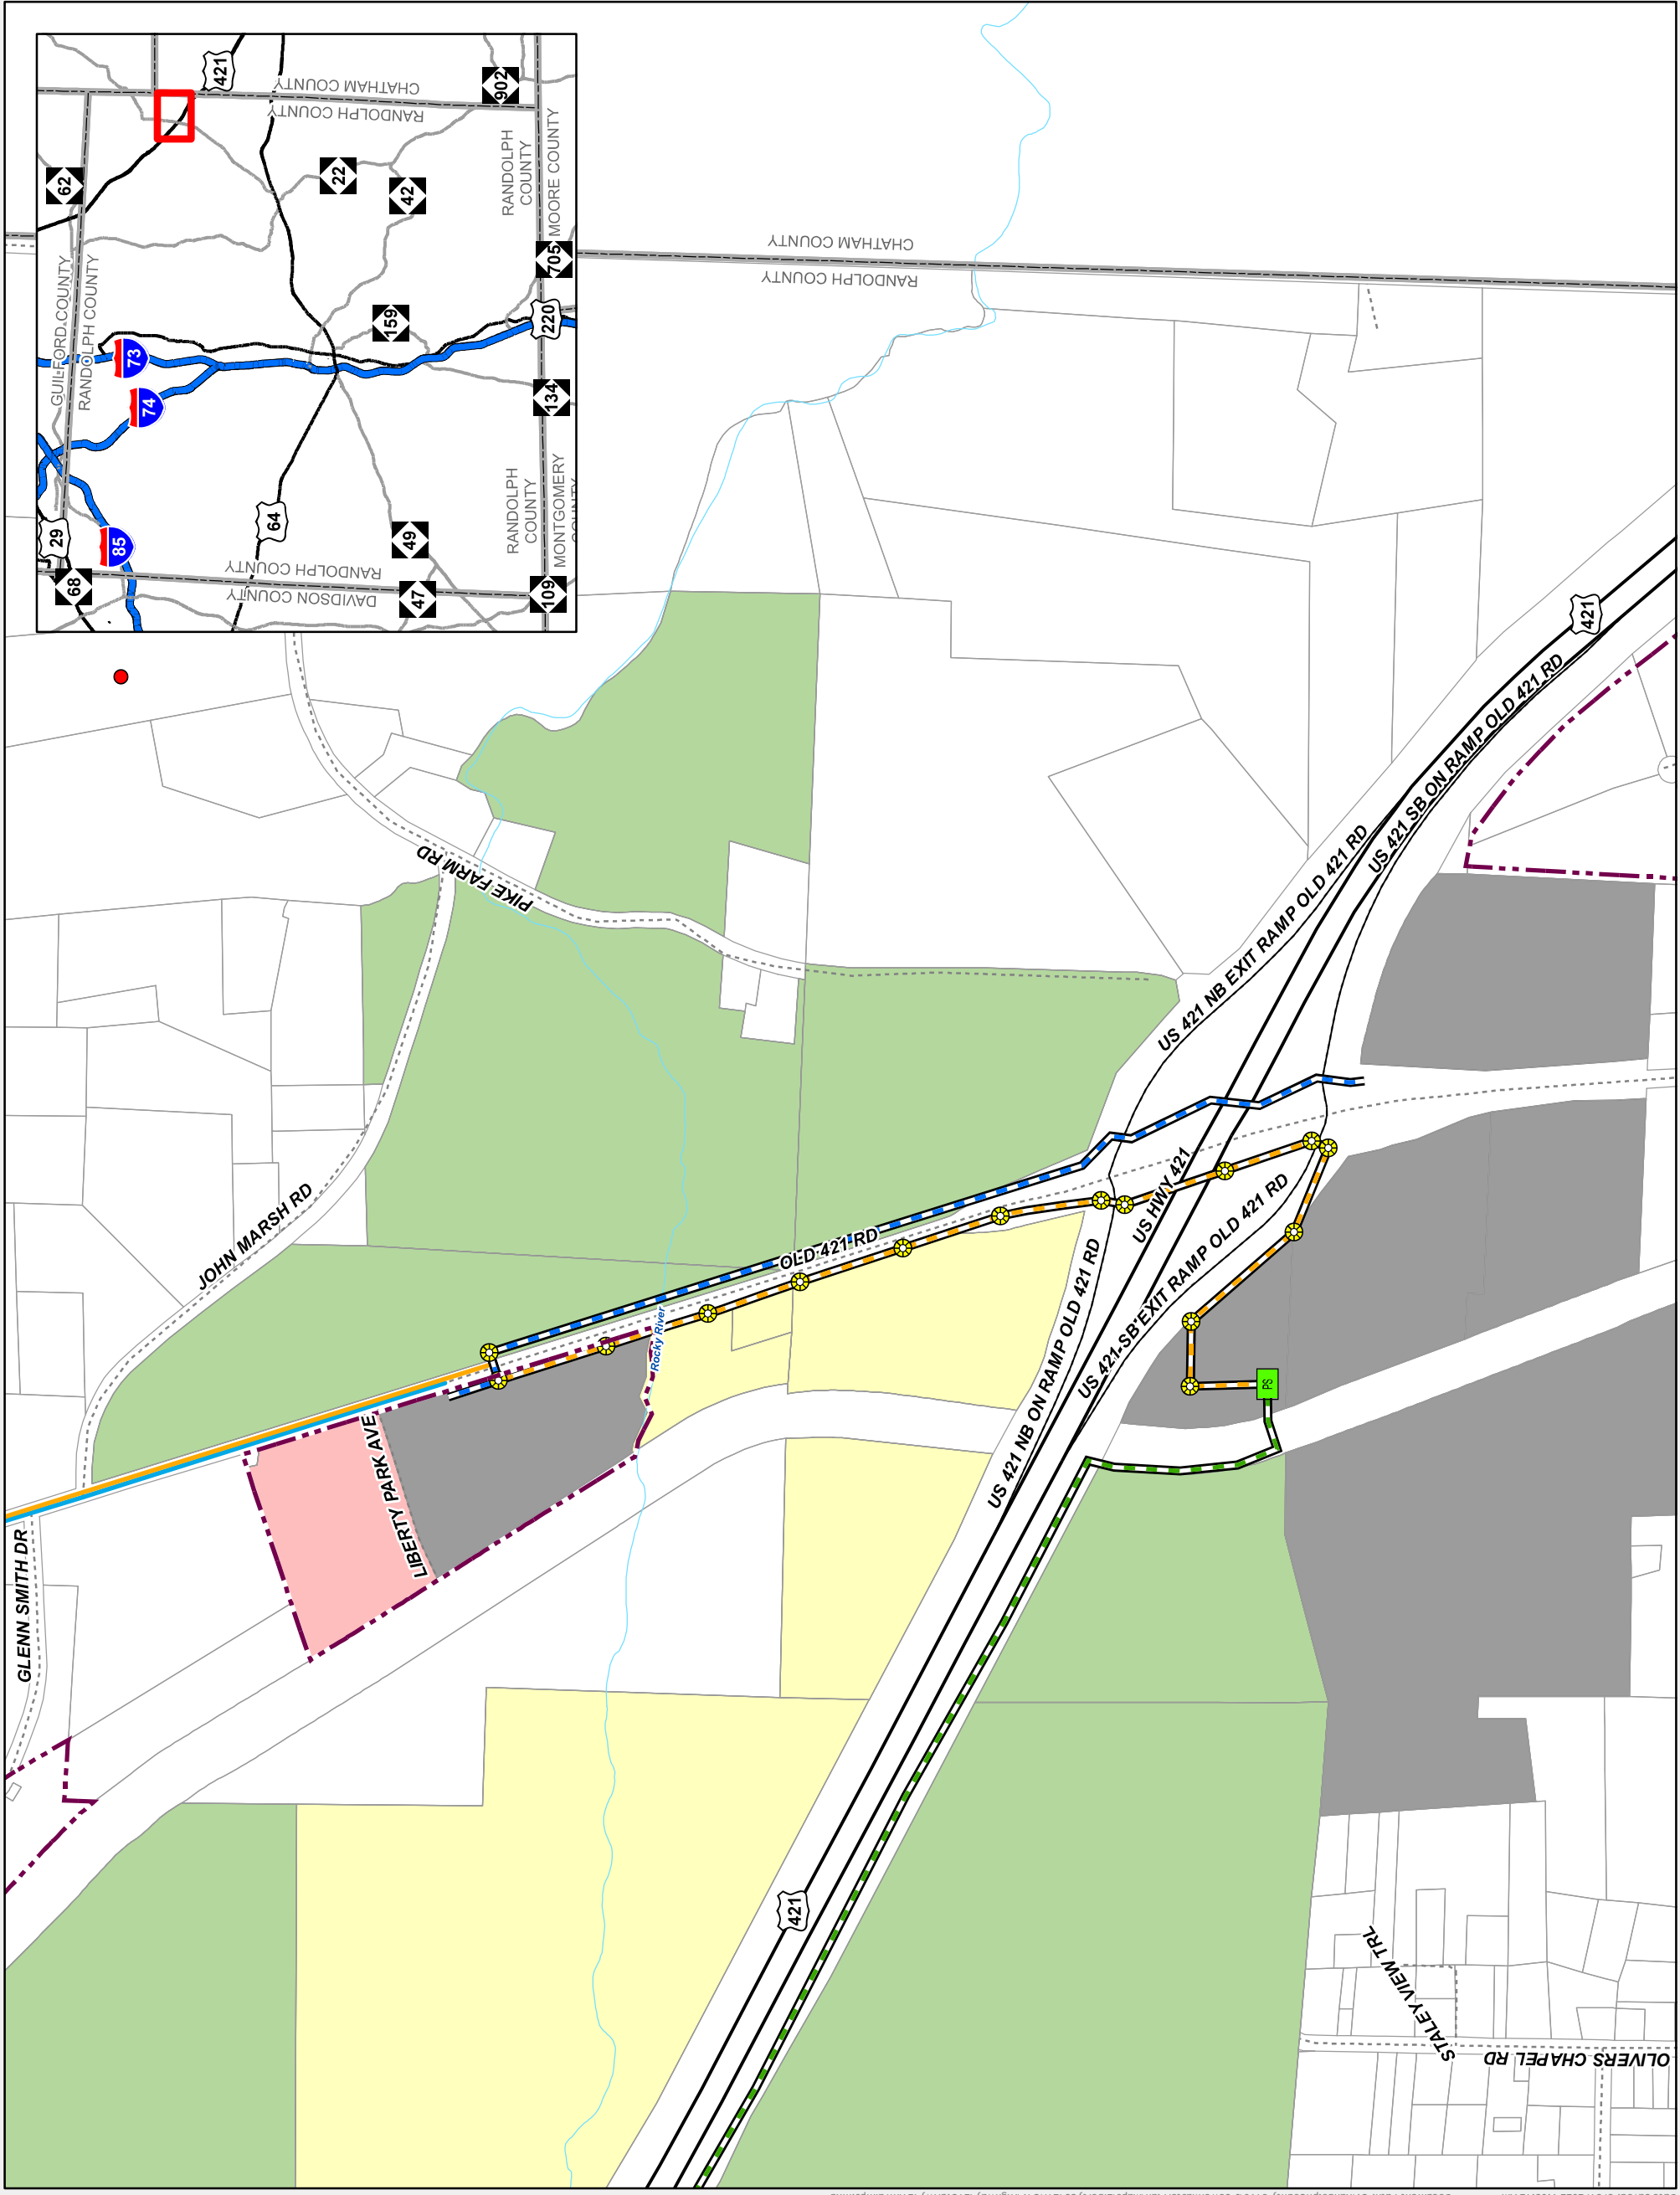 421
CHATHAM COUNTY
RANDOLPH COUNTY
902
62
22
42
RANDOLPH
COUNTY
MOORE COUNTY
705
GUILFORD COUNTY
RANDOLPH COUNTY
73
74
159
220
134
29
85
68
64
49
47
109
RANDOLPH COUNTY
DAVIDSON COUNTY
RANDOLPH
COUNTY
MONTGOMERY
CHATHAM COUNTY
RANDOLPH COUNTY
421
US 421 SB ON RAMP OLD 421 RD
US 421 NB EXIT RAMP OLD 421 RD
PIKE FARM RD
JOHN MARSH RD
OLD 421 RD
US HWY 421
US 421 SB EXIT RAMP OLD 421 RD
US 421 NB ON RAMP OLD 421 RD
Rocky River
PS
LIBERTY PARK AVE
GLENN SMITH DR
421
STALEY VIEW TRL
OLIVERS CHAPEL RD